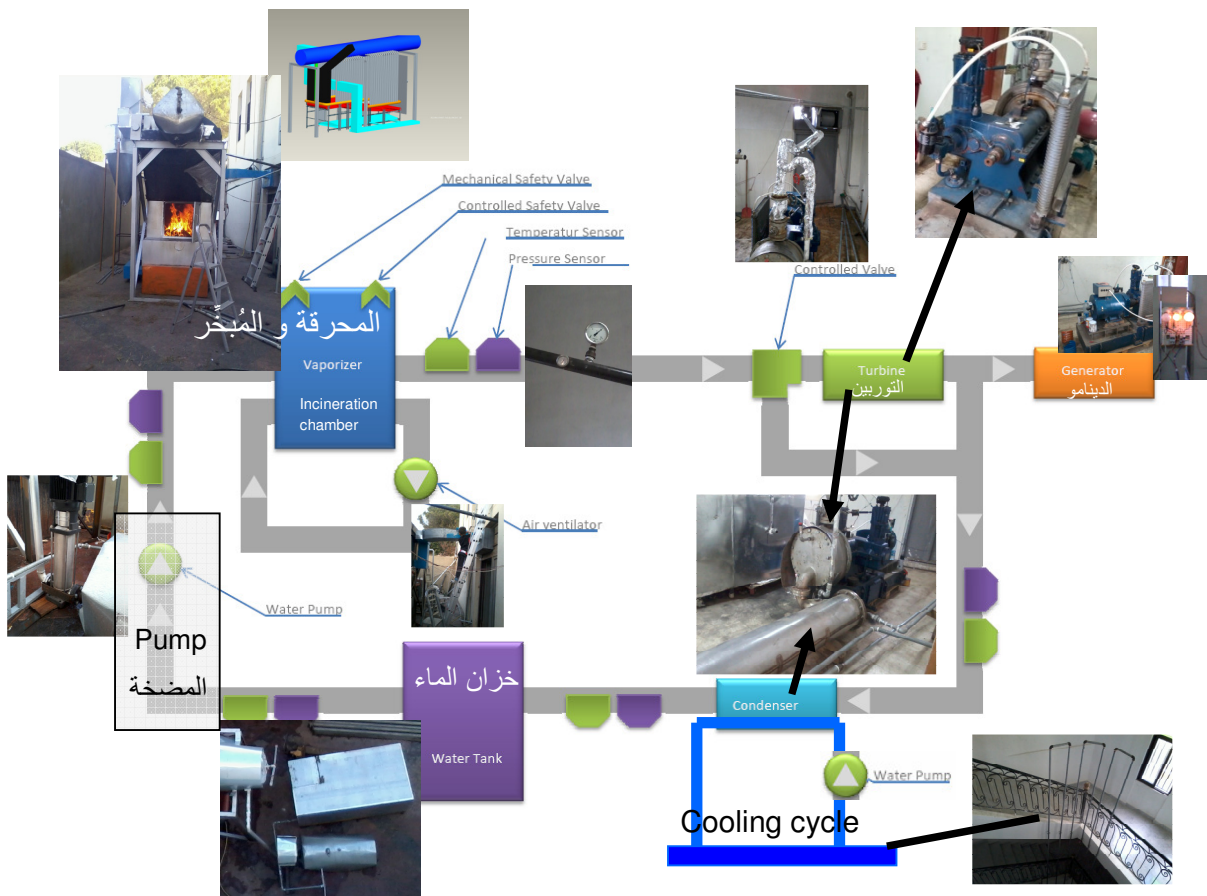 Mechanical Safety Valve
Controlled Safety Valve
Temperatur Sensor
Pressure Sensor
Controlled Valve
المحرقة و المُبخِّر
Vaporizer
Incineration
chamber
Turbine
التوربين
Generator
الدينامو
Air ventilator
Water Pump
Pump
المضخة
خزان الماء
Water Tank
Condenser
Water Pump
Cooling cycle